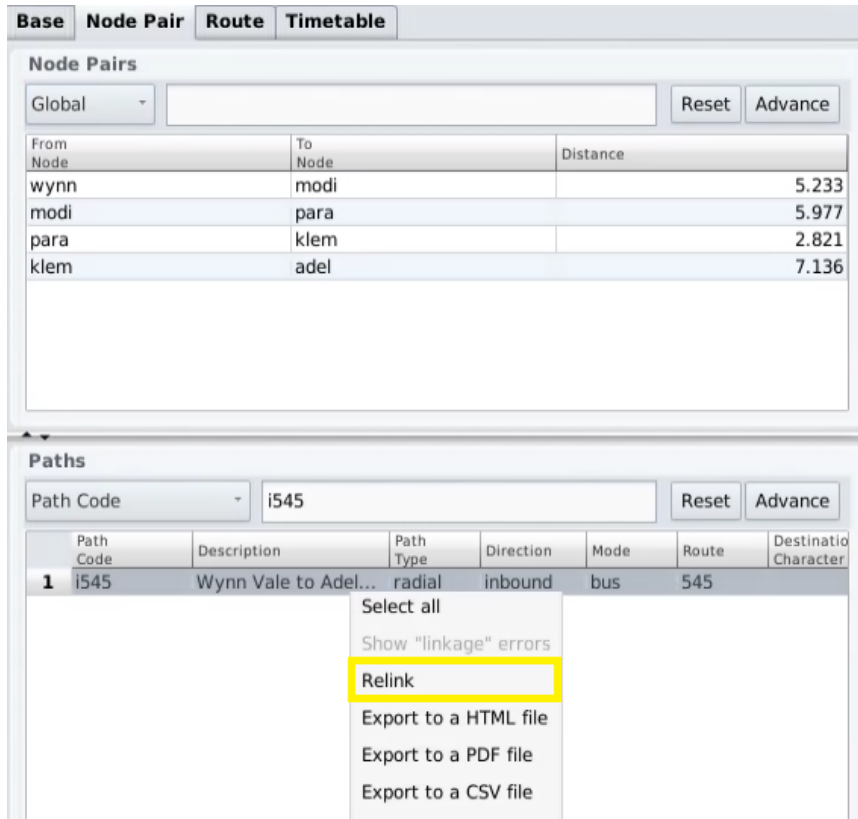 Base Node Pair Route Timetable
Node Pairs
Global Reset Advance
From Node To Node Distance
wynn modi 5.233
modi para 5.977
para klem 2.821
klem adel 7.136
Paths
Path Code i545 Reset Advance
Path Code Description Path Type Direction Mode Route Destinatio Character
1 i545 Wynn Vale to Adel... radial inbound bus 545
Select all
Show "linkage" errors
Relink
Export to a HTML file
Export to a PDF file
Export to a CSV file